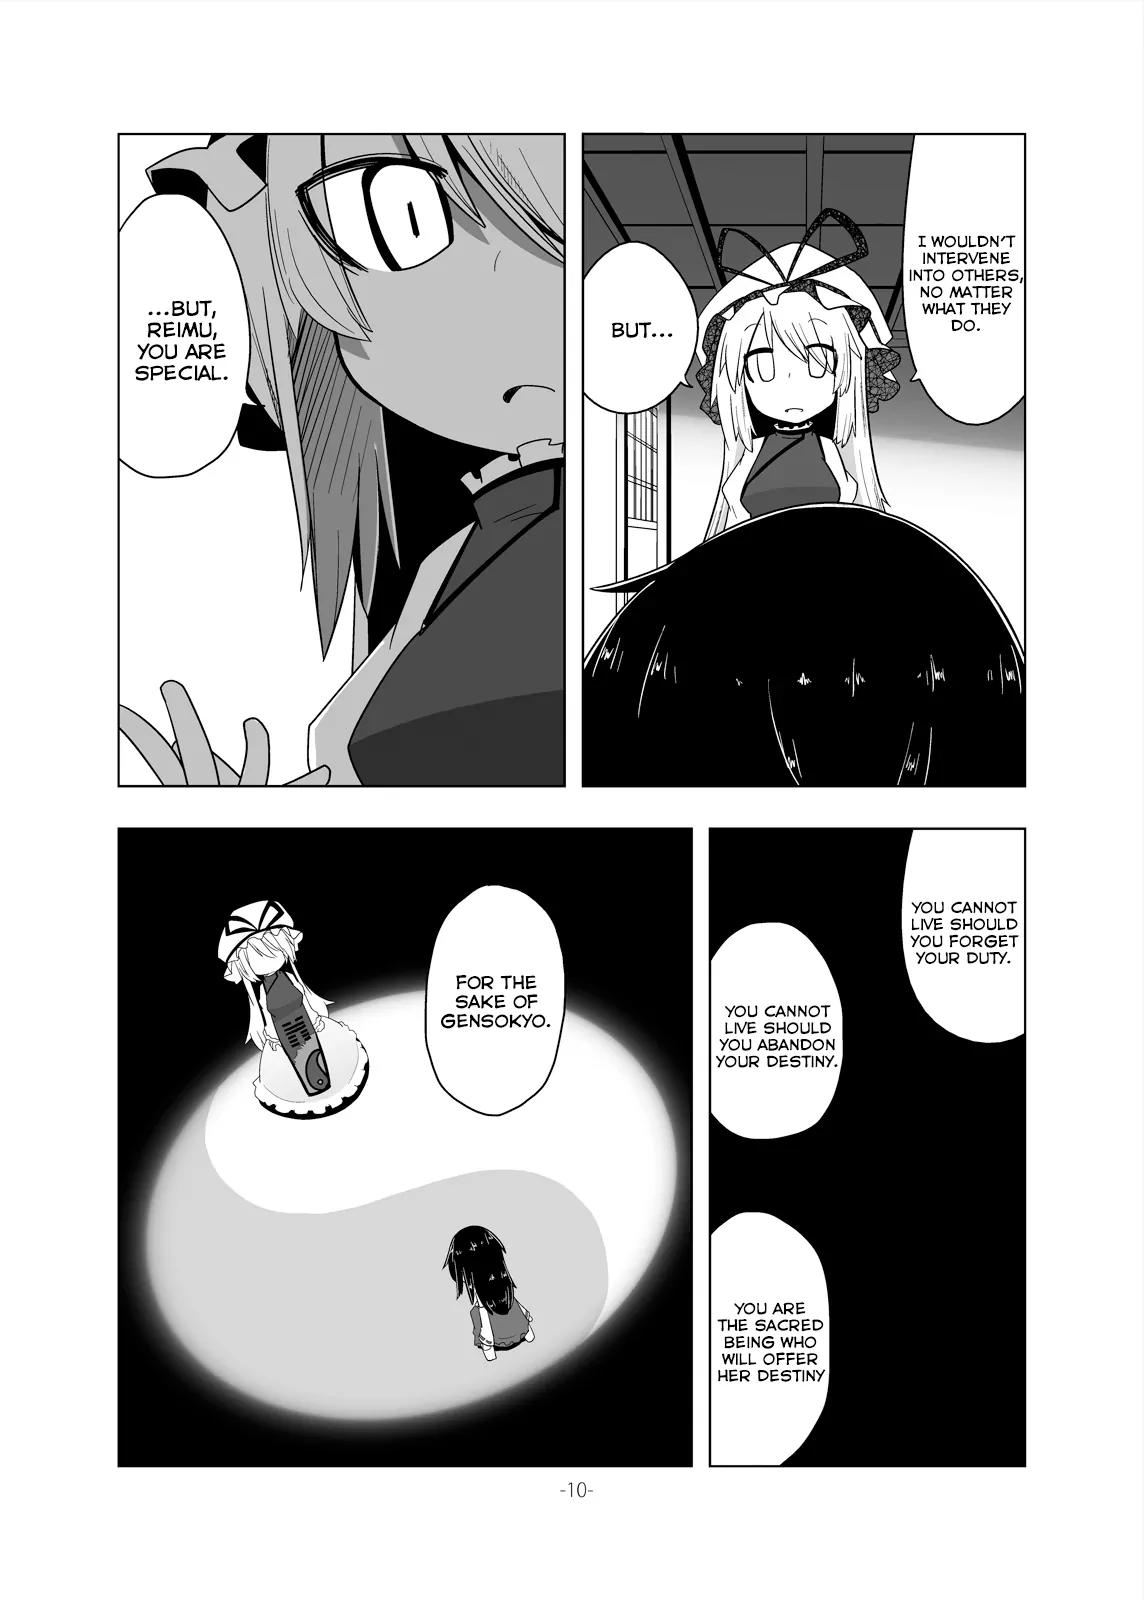 I WOULDN'T
INTERVENE
INTO OTHERS,
NO MATTER
WHAT THEY
DO.
BUT...
...BUT,
REIMU,
YOU ARE
SPECIAL.
YOU CANNOT
LIVE SHOULD
YOU FORGET
YOUR DUTY.
YOU CANNOT
LIVE SHOULD
YOU ABANDON
YOUR DESTINY.
YOU ARE
THE SACRED
BEING WHO
WILL OFFER
HER DESTINY
FOR THE
SAKE OF
GENSOKYO.
-10-